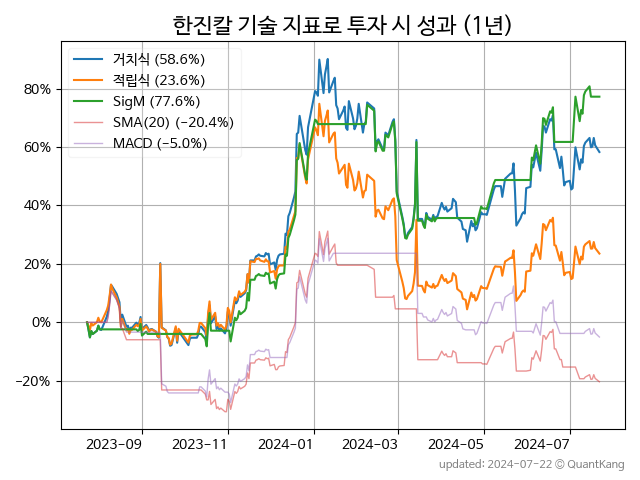 한진칼 기술 지표로 투자 시 성과 (1년)
거치식 (58.6%)
적립식 (23.6%)
SigM (77.6%)
SMA(20) (−20.4%)
MACD (−5.0%)
80%
60%
40%
20%
0%
−20%
2023-09 2023-11 2024-01 2024-03 2024-05 2024-07
updated: 2024-07-22 © QuantKang